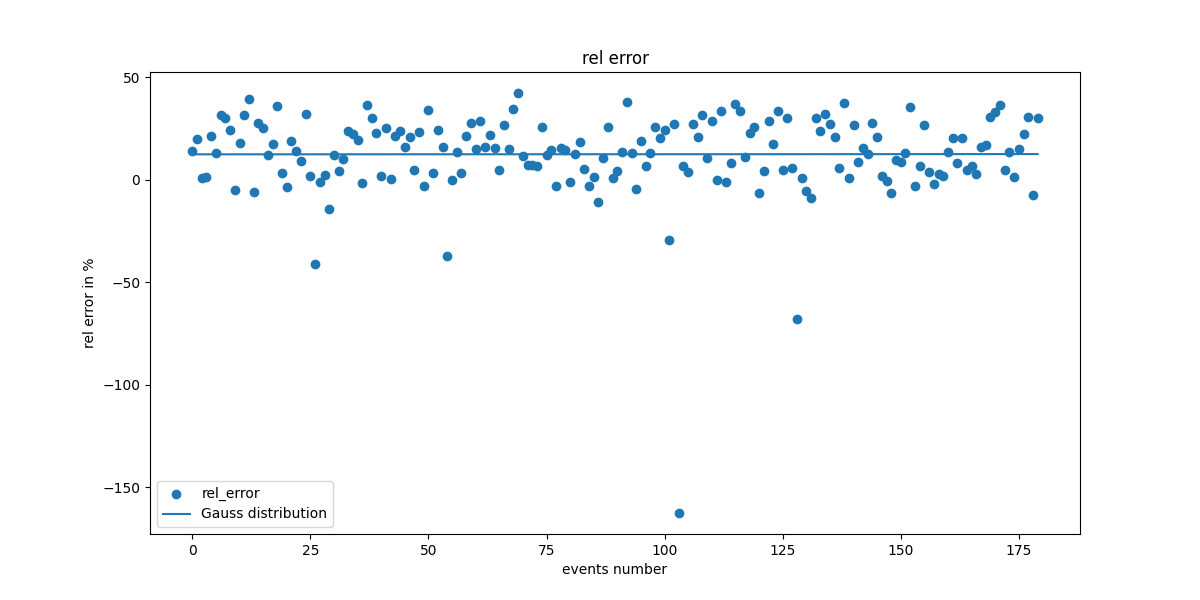 rel error
50
0
−50
−100
−150
rel error in %
rel_error
Gauss distribution
0 25 50 75 100 125 150 175
events number